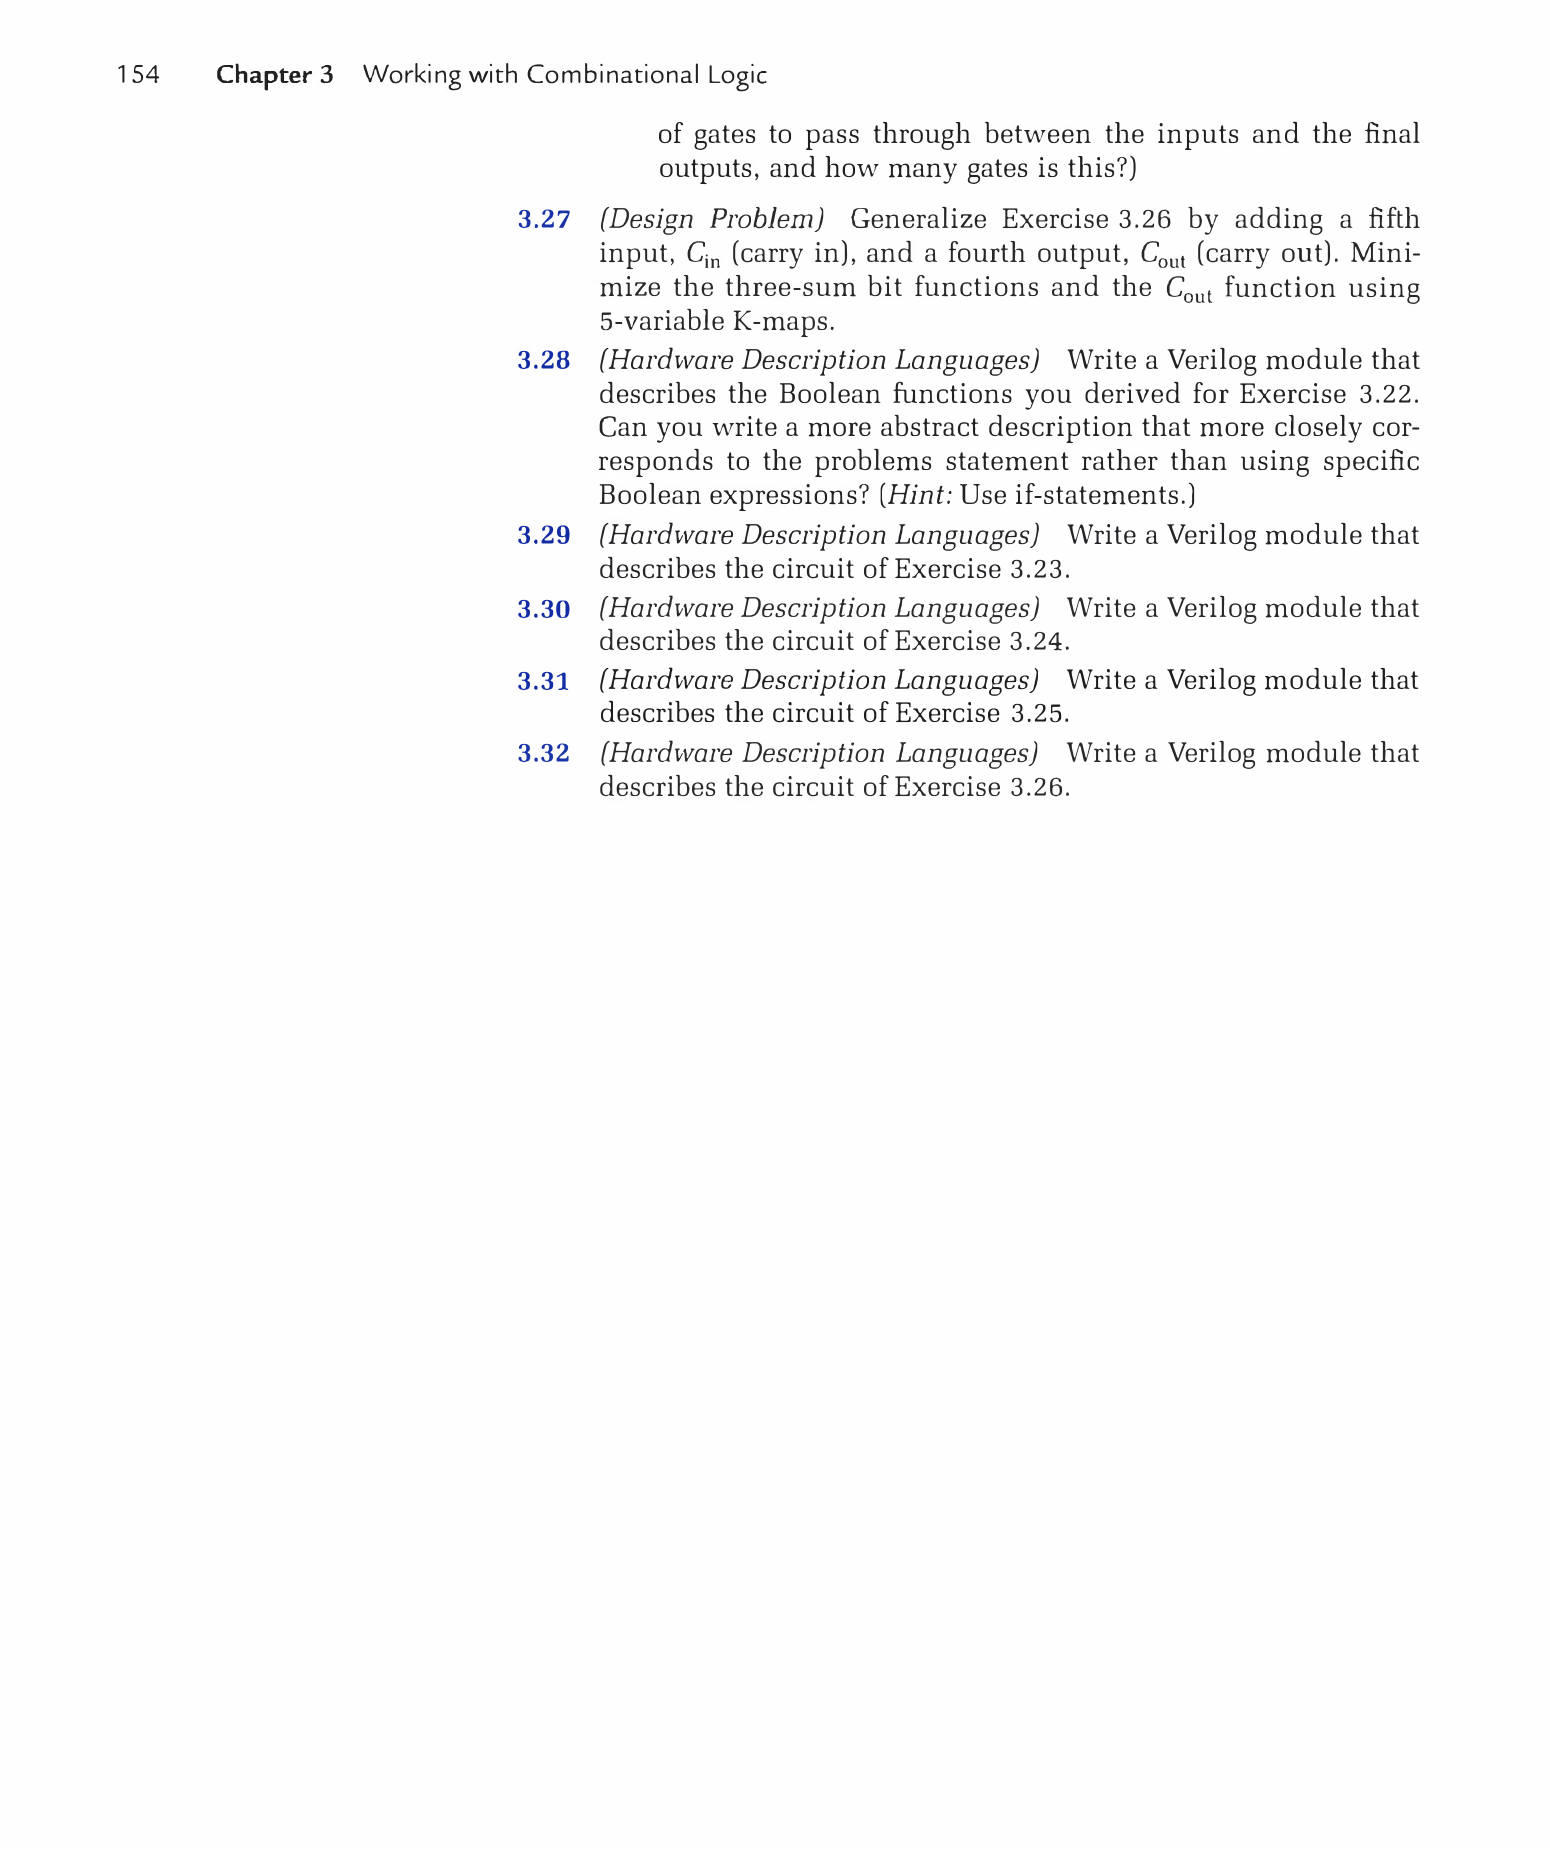 154 Chapter 3 Working with Combinational Logic
of gates to pass through between the inputs and the final
outputs, and how many gates is this?)
3.27 (Design Problem) Generalize Exercise 3.26 by adding a fifth
input, Cin (carry in), and a fourth output, Cout (carry out). Mini-
mize the three-sum bit functions and the Cout function using
5-variable K-maps.
3.28 (Hardware Description Languages) Write a Verilog module that
describes the Boolean functions you derived for Exercise 3.22.
Can you write a more abstract description that more closely cor-
responds to the problems statement rather than using specific
Boolean expressions? (Hint: Use if-statements.)
3.29 (Hardware Description Languages) Write a Verilog module that
describes the circuit of Exercise 3.23.
3.30 (Hardware Description Languages) Write a Verilog module that
describes the circuit of Exercise 3.24.
3.31 (Hardware Description Languages) Write a Verilog module that
describes the circuit of Exercise 3.25.
3.32 (Hardware Description Languages) Write a Verilog module that
describes the circuit of Exercise 3.26.